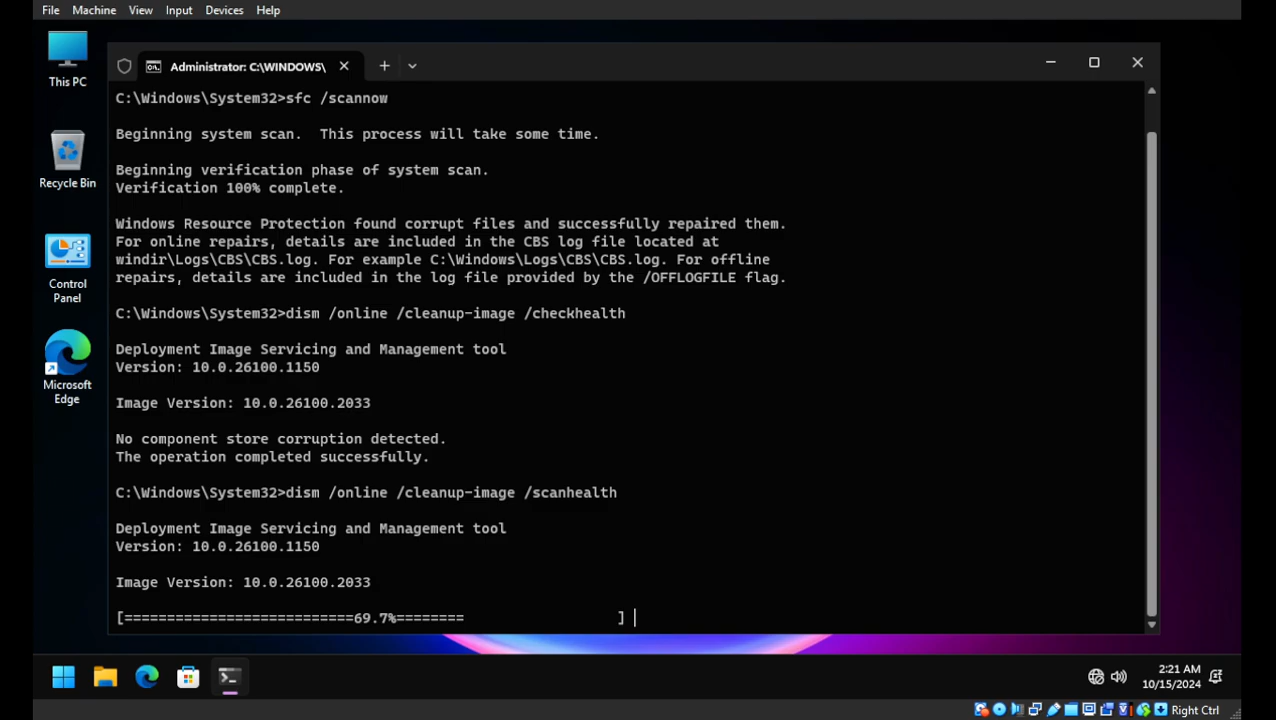 File Machine View Input Devices Help
This PC
Recycle Bin
Control
Panel
Microsoft
Edge
Administrator: C:\WINDOWS\
C:\Windows\System32>sfc /scannow
Beginning system scan.  This process will take some time.
Beginning verification phase of system scan.
Verification 100% complete.
Windows Resource Protection found corrupt files and successfully repaired them.
For online repairs, details are included in the CBS log file located at
windir\Logs\CBS\CBS.log. For example C:\Windows\Logs\CBS\CBS.log. For offline
repairs, details are included in the log file provided by the /OFFLOGFILE flag.
C:\Windows\System32>dism /online /cleanup-image /checkhealth
Deployment Image Servicing and Management tool
Version: 10.0.26100.1150
Image Version: 10.0.26100.2033
No component store corruption detected.
The operation completed successfully.
C:\Windows\System32>dism /online /cleanup-image /scanhealth
Deployment Image Servicing and Management tool
Version: 10.0.26100.1150
Image Version: 10.0.26100.2033
[===========================69.7%========                  ]
2:21 AM
10/15/2024
Right Ctrl